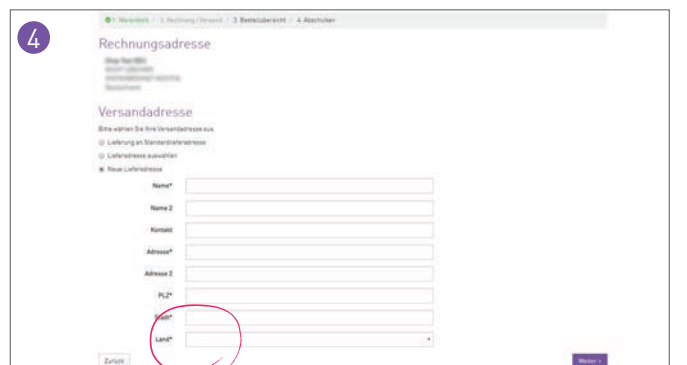 4
1. Warenkorb / 2. Rechnung/Versand / 3. Bestellübersicht / 4. Abschicken
Rechnungsadresse
Deutschland
Versandadresse
Bitte wählen Sie Ihre Versandadresse aus
Lieferung an Standardlieferadresse
Lieferadresse auswählen
Neue Lieferadresse
Name*
Name 2
Kontakt
Adresse*
Adresse 2
PLZ*
Stadt*
Land*
Zurück
Weiter »